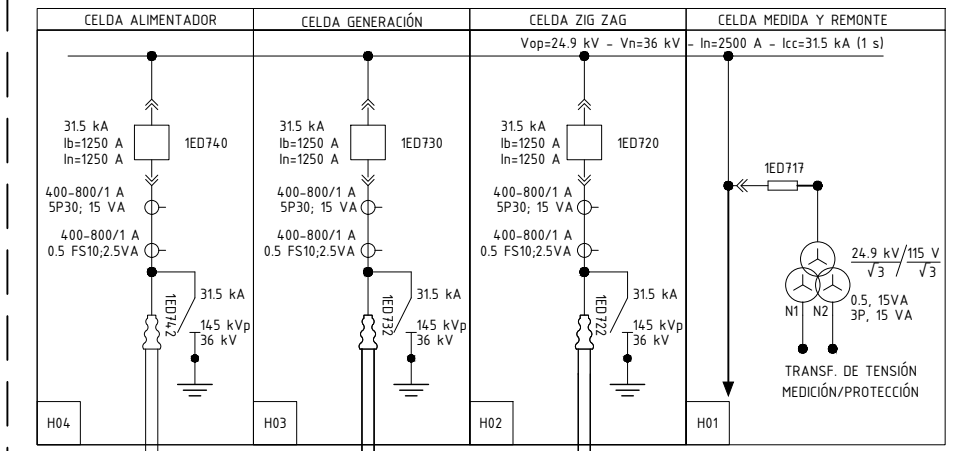 CELDA ALIMENTADOR
CELDA GENERACIÓN
CELDA ZIG ZAG
CELDA MEDIDA Y REMONTE
Vop=24.9 kV - Vn=36 kV - In=2500 A - Icc=31.5 kA (1 s)
31.5 kA
Ib=1250 A
In=1250 A
1ED740
400-800/1 A
5P30; 15 VA
400-800/1 A
0.5 FS10;2.5VA
1ED742
31.5 kA
145 kVp
36 kV
H04
31.5 kA
Ib=1250 A
In=1250 A
1ED730
400-800/1 A
5P30; 15 VA
400-800/1 A
0.5 FS10;2.5VA
1ED732
31.5 kA
145 kVp
36 kV
H03
31.5 kA
Ib=1250 A
In=1250 A
1ED720
400-800/1 A
5P30; 15 VA
400-800/1 A
0.5 FS10;2.5VA
1ED722
31.5 kA
145 kVp
36 kV
H02
1ED717
24.9 kV/115 V
√3 / √3
0.5, 15VA
3P, 15 VA
N1 N2
TRANSF. DE TENSIÓN
MEDICIÓN/PROTECCIÓN
H01